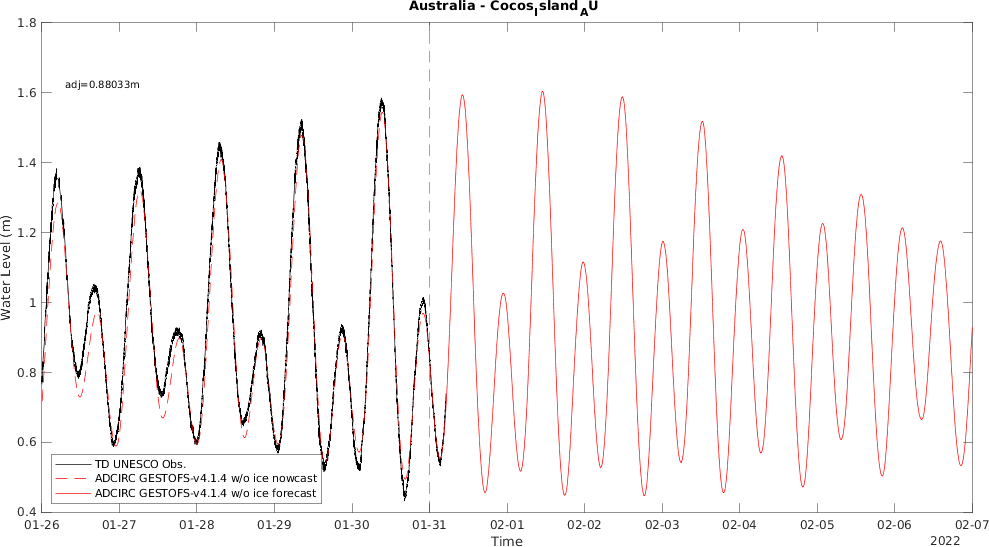 Australia - Cocos_Island_AU
adj=0.88033m
1.8
1.6
1.4
1.2
1
0.8
0.6
0.4
Water Level (m)
TD UNESCO Obs.
ADCIRC GESTOFS-v4.1.4 w/o ice nowcast
ADCIRC GESTOFS-v4.1.4 w/o ice forecast
01-26 01-27 01-28 01-29 01-30 01-31 02-01 02-02 02-03 02-04 02-05 02-06 02-07
Time
2022